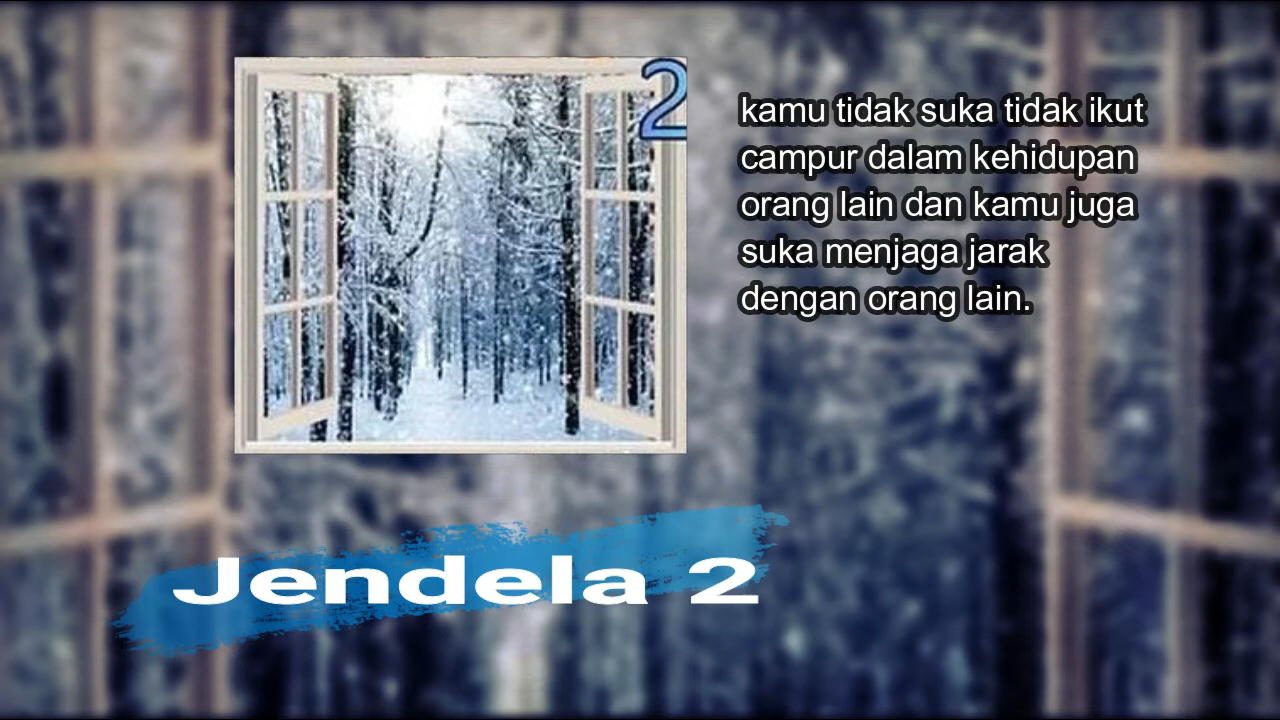 2
kamu tidak suka tidak ikut
campur dalam kehidupan
orang lain dan kamu juga
suka menjaga jarak
dengan orang lain.
Jendela 2